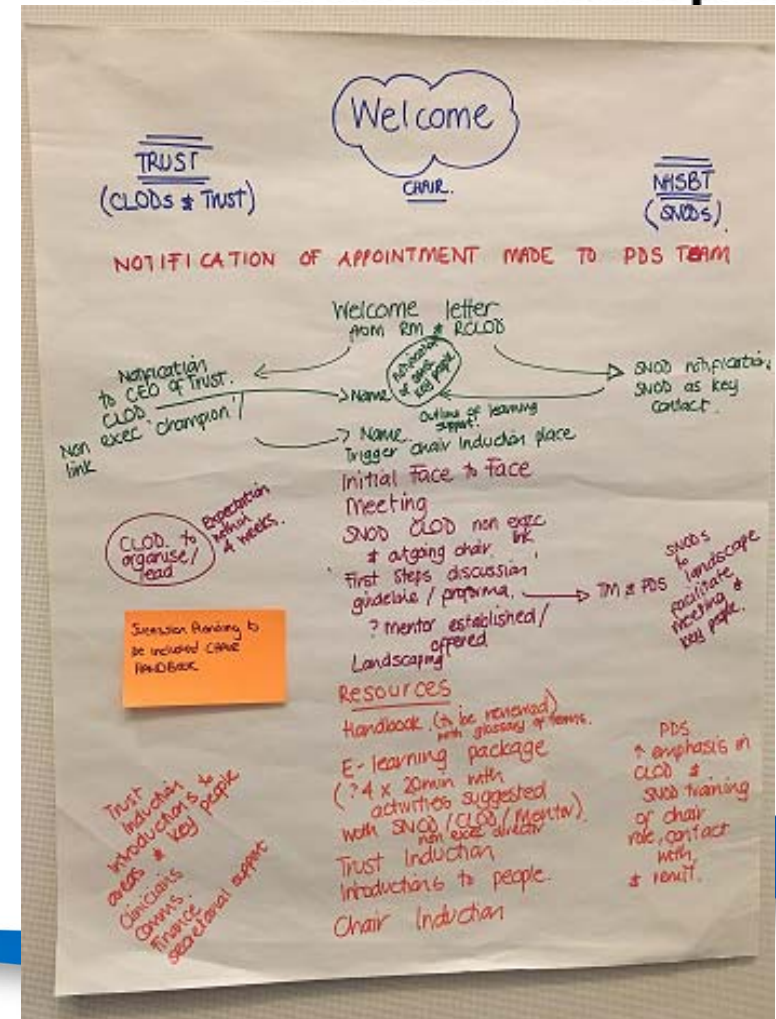 Welcome
CHAIR.
TRUST
(CLODs & Trust)
NHSBT
(SNODs)
NOTIFICATION OF APPOINTMENT MADE TO PDS TEAM
Welcome letter
from RM & RCLOD
Notification
to CEO of Trust.
CLOD
Non exec 'champion'/
link
Notification
of
key people
> Name
SNOD notification,
SNOD as key
contact.
Outline of learning
support.
> Name
Trigger chair Induction place
Initial Face to Face
Meeting
SNOD CLOD non exec
link
& outgoing chair.
'First Steps discussion'
guideline / proforma.
TM & PDS
? mentor established/
offered
Landscaping
CLOD to
organise/
lead
Expectation
within
4 weeks.
SNODs
to
landscape
facilitate
meeting &
key people.
Succession Planning to
be included CHAIR
HANDBOOK
Resources
Handbook. (to be reviewed)
with glossary of terms.
E-learning package
(? 4 x 20min with
activities suggested
with SNOD / CLOD / Mentor)
non exec director
Trust Induction
Introductions to people.
Chair Induction
Trust
Induction
Introductions to
areas & key people
Clinicians
Comms.
Finance
secretarial support
PDS
↑ emphasis in
CLOD &
SNOD training
of chair
role, contact
with,
& remit.